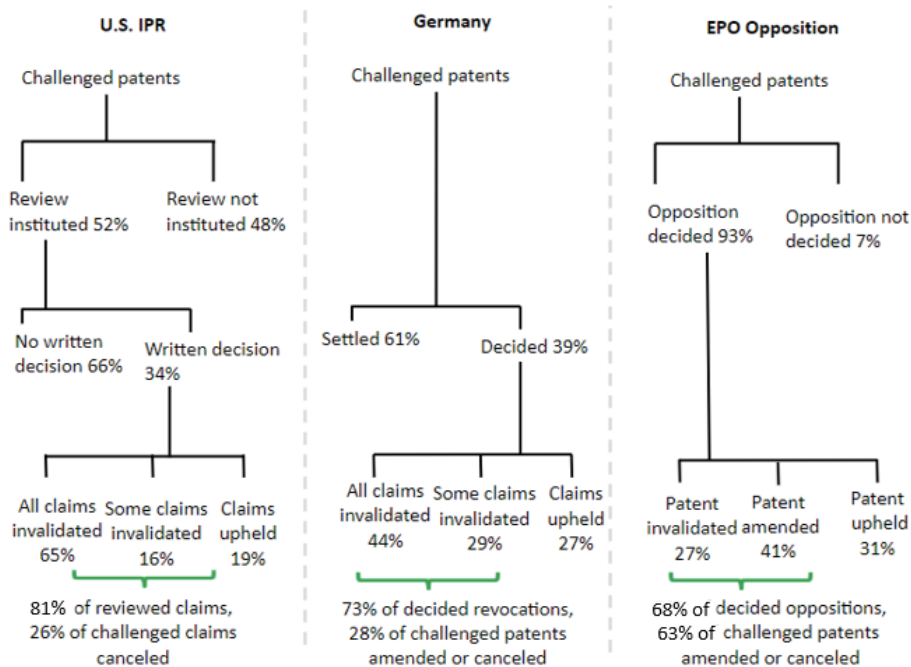 U.S. IPR
Challenged patents
Review
instituted 52%
Review not
instituted 48%
No written
decision 66%
Written decision
34%
All claims
invalidated
65%
Some claims
invalidated
16%
Claims
upheld
19%
81% of reviewed claims,
26% of challenged claims
canceled
Germany
Challenged patents
Settled 61%
Decided 39%
All claims
invalidated
44%
Some claims
invalidated
29%
Claims
upheld
27%
73% of decided revocations,
28% of challenged patents
amended or canceled
EPO Opposition
Challenged patents
Opposition
decided 93%
Opposition not
decided 7%
Patent
invalidated
27%
Patent
amended
41%
Patent
upheld
31%
68% of decided oppositions,
63% of challenged patents
amended or canceled